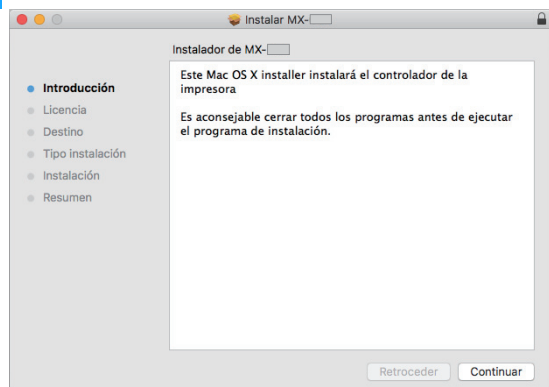 Instalar MX-
Instalador de MX-
Introducción
Licencia
Destino
Tipo instalación
Instalación
Resumen
Este Mac OS X installer instalará el controlador de la
impresora
Es aconsejable cerrar todos los programas antes de ejecutar
el programa de instalación.
Retroceder
Continuar